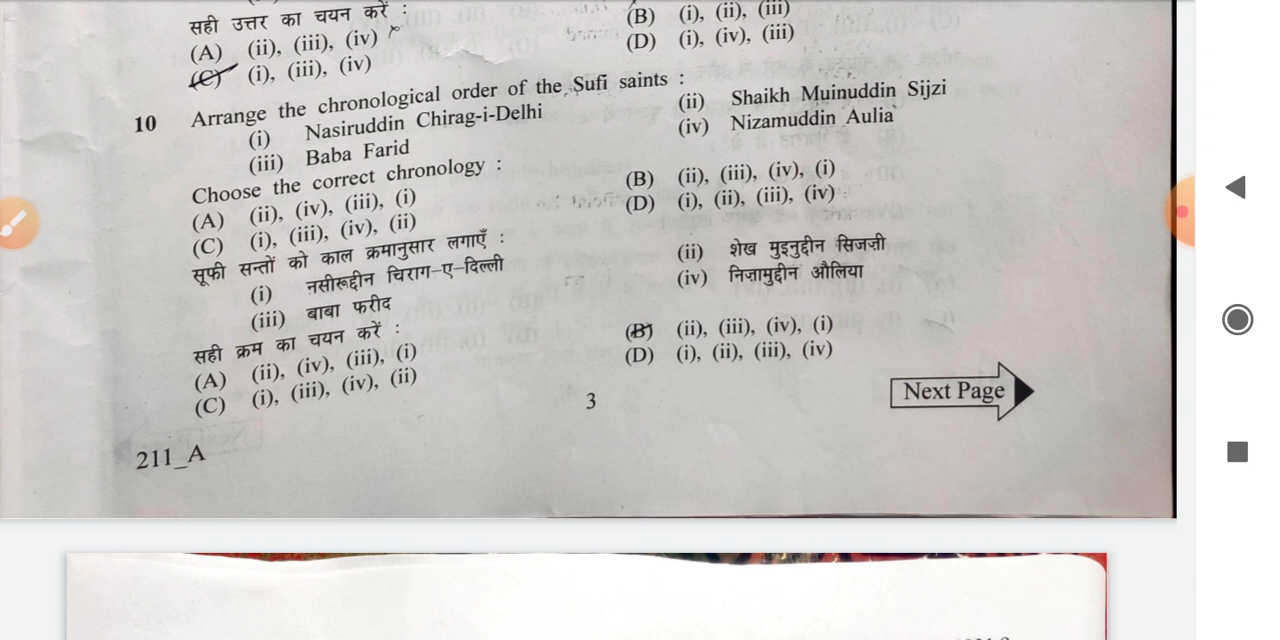 सही उत्तर का चयन करें :
(A) (ii), (iii), (iv)
(B) (i), (ii), (iii)
(C) (i), (iii), (iv)
(D) (i), (iv), (iii)
10 Arrange the chronological order of the Sufi saints :
(i) Nasiruddin Chirag-i-Delhi
(ii) Shaikh Muinuddin Sijzi
(iii) Baba Farid
(iv) Nizamuddin Aulia
Choose the correct chronology :
(A) (ii), (iv), (iii), (i)
(B) (ii), (iii), (iv), (i)
(C) (i), (iii), (iv), (ii)
(D) (i), (ii), (iii), (iv)
सूफी सन्तों को काल क्रमानुसार लगाएँ :
(i) नसीरूद्दीन चिराग-ए-दिल्ली
(ii) शेख मुइनुद्दीन सिजज़ी
(iii) बाबा फरीद
(iv) निज़ामुद्दीन औलिया
सही क्रम का चयन करें :
(A) (ii), (iv), (iii), (i)
(B) (ii), (iii), (iv), (i)
(C) (i), (iii), (iv), (ii)
(D) (i), (ii), (iii), (iv)
3
Next Page
211_A